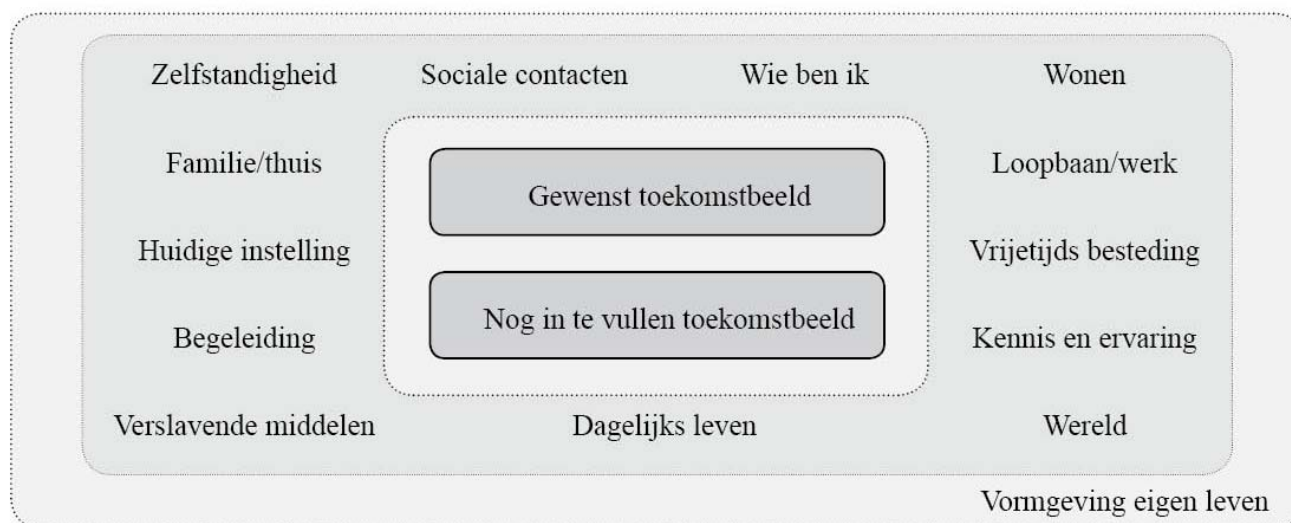 Zelfstandigheid Sociale contacten Wie ben ik Wonen
Familie/thuis Loopbaan/werk
Gewenst toekomstbeeld
Huidige instelling Vrijetijds besteding
Nog in te vullen toekomstbeeld
Begeleiding Kennis en ervaring
Verslavende middelen Dagelijks leven Wereld
Vormgeving eigen leven